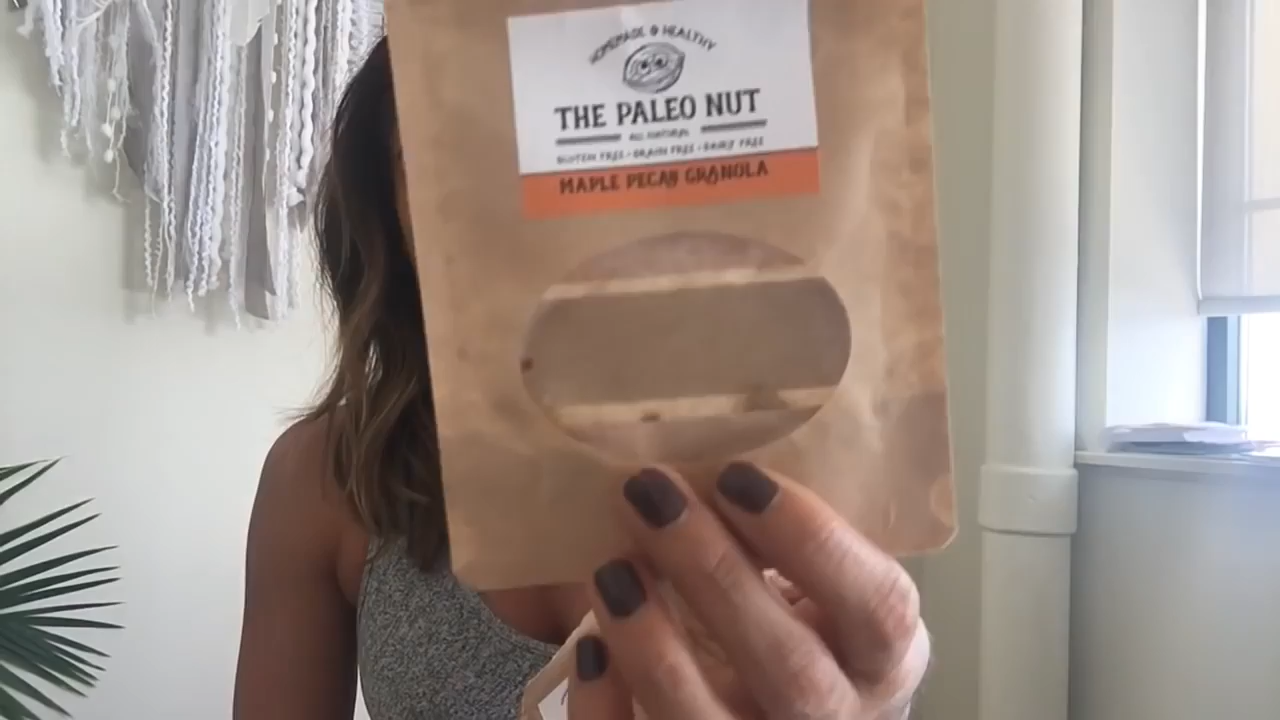 HOMEMADE & HEALTHY
THE PALEO NUT
ALL NATURAL
GLUTEN FREE • GRAIN FREE • DAIRY FREE
MAPLE PECAN GRANOLA